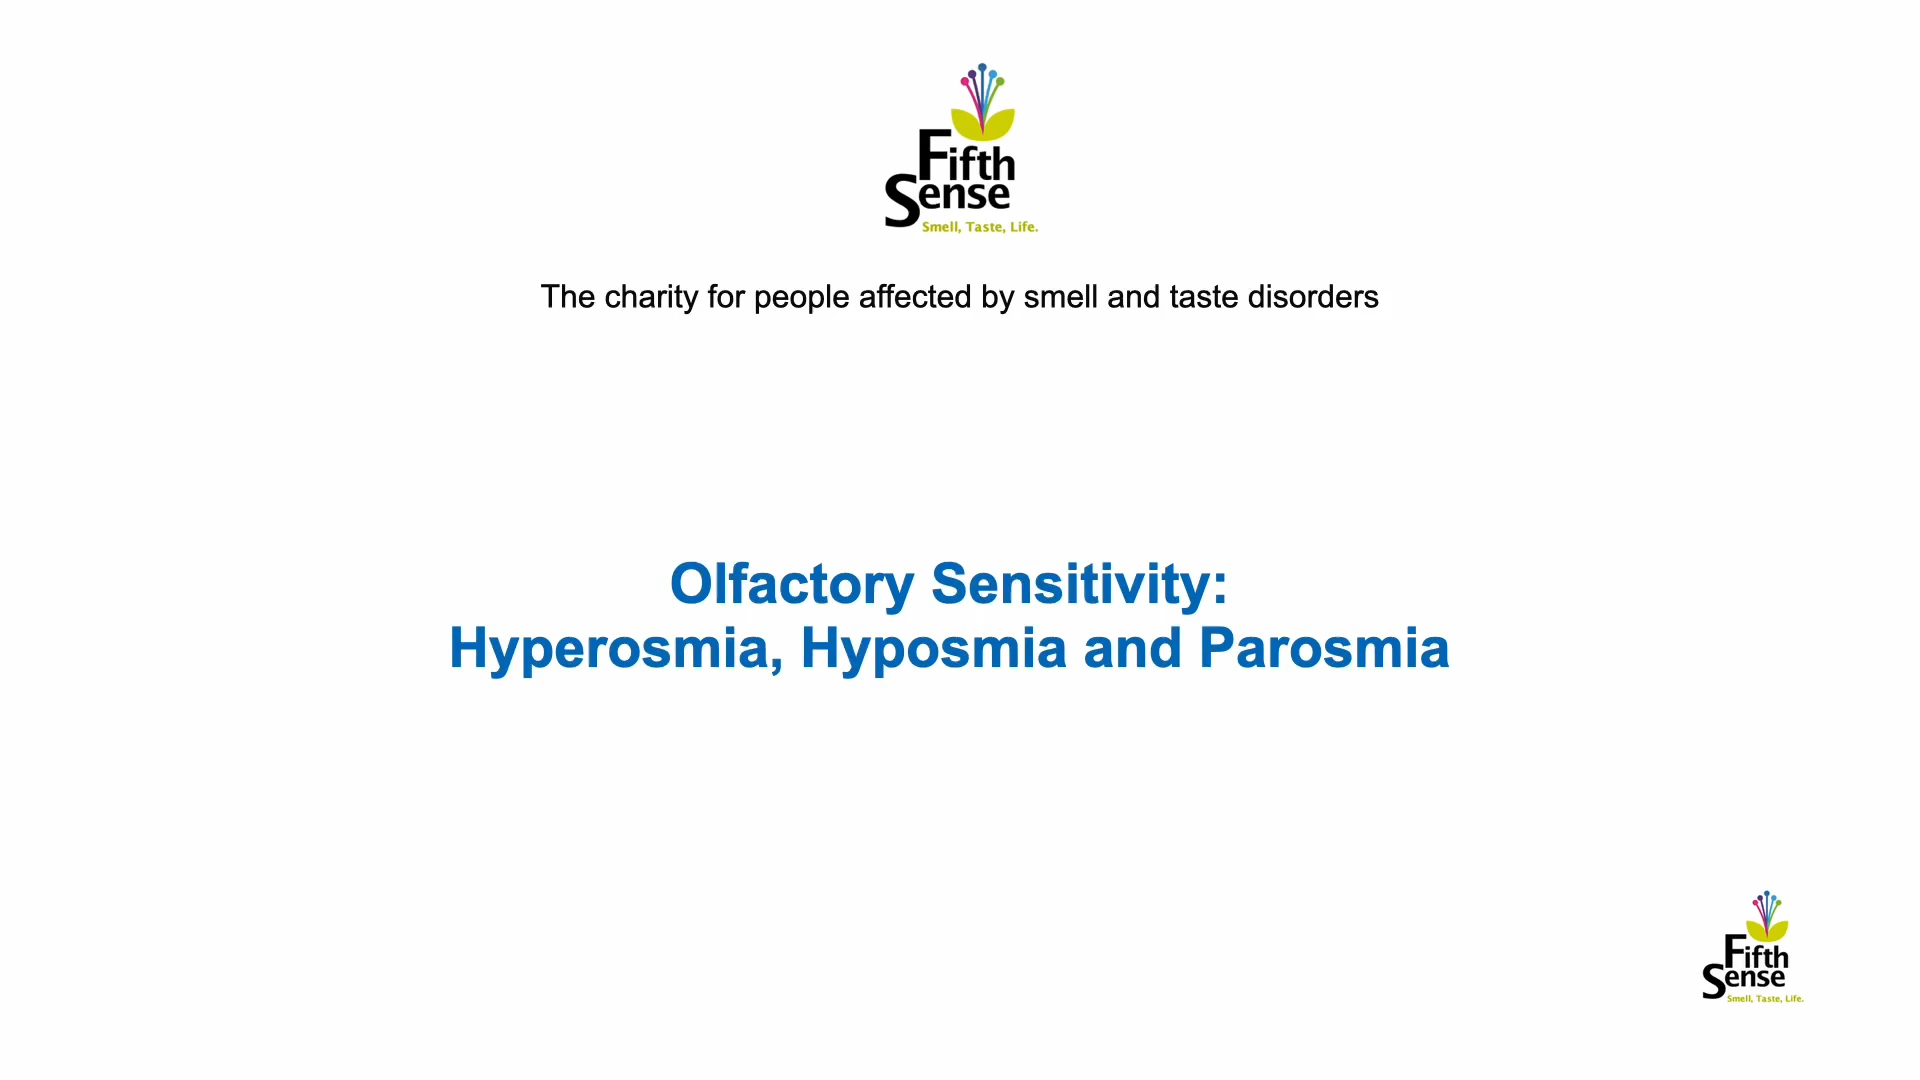 Fifth
Sense
Smell, Taste, Life.
The charity for people affected by smell and taste disorders
Olfactory Sensitivity:
Hyperosmia, Hyposmia and Parosmia
Fifth
Sense
Smell, Taste, Life.